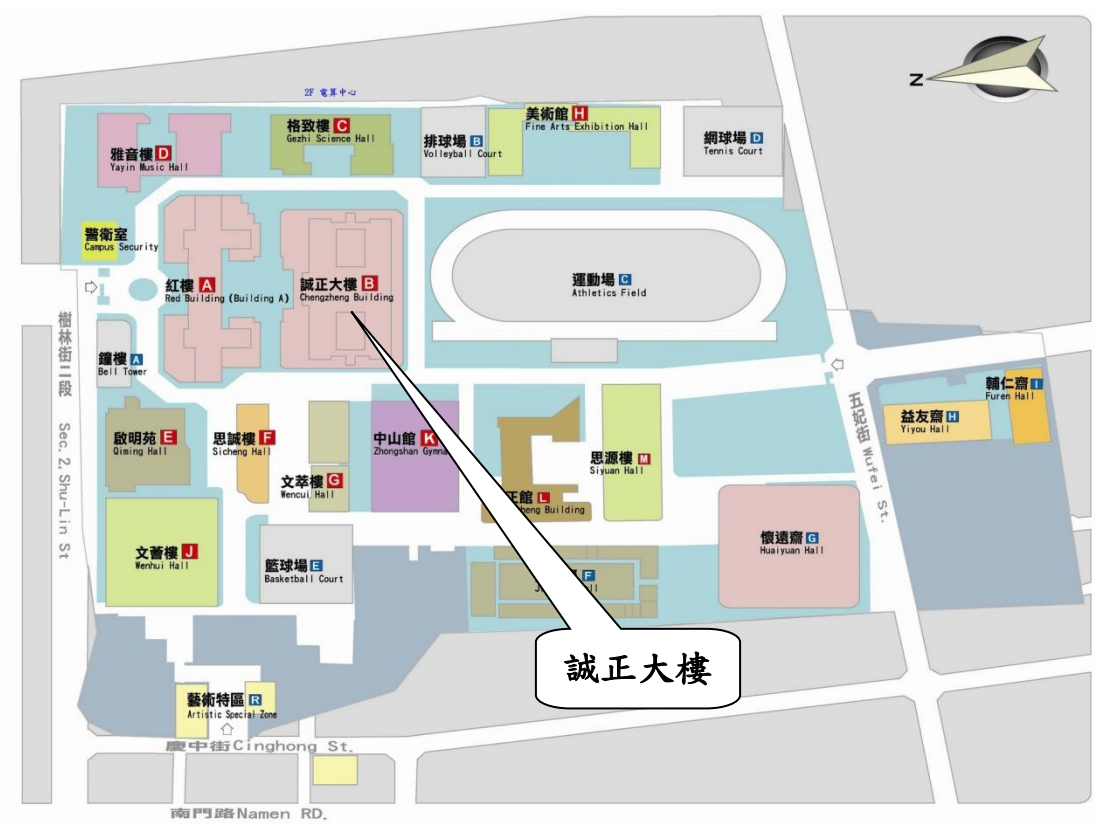 N
2F 電算中心
雅音樓 D
Yayin Music Hall
格致樓 C
Gezhi Science Hall
排球場 B
Volleyball Court
美術館 H
Fine Arts Exhibition Hall
網球場 D
Tennis Court
警衛室
Campus Security
紅樓 A
Red Building (Building A)
誠正大樓 B
Chengzheng Building
運動場 C
Athletics Field
鐘樓 A
Bell Tower
樹林街二段 Sec. 2, Shu-Lin St
啟明苑 E
Qiming Hall
思誠樓 F
Sicheng Hall
文萃樓 G
Wencui Hall
中山館 K
Zhongshan Gymna
正館 L
heng Building
思源樓 M
Siyuan Hall
五妃街 Wufei St.
益友齋 H
Yiyou Hall
輔仁齋 I
Furen Hall
文薈樓 J
Wenhui Hall
籃球場 E
Basketball Court
F
懷遠齋 G
Huaiyuan Hall
誠正大樓
藝術特區 R
Artistic Special Zone
慶中街Cinghong St.
南門路Namen RD.